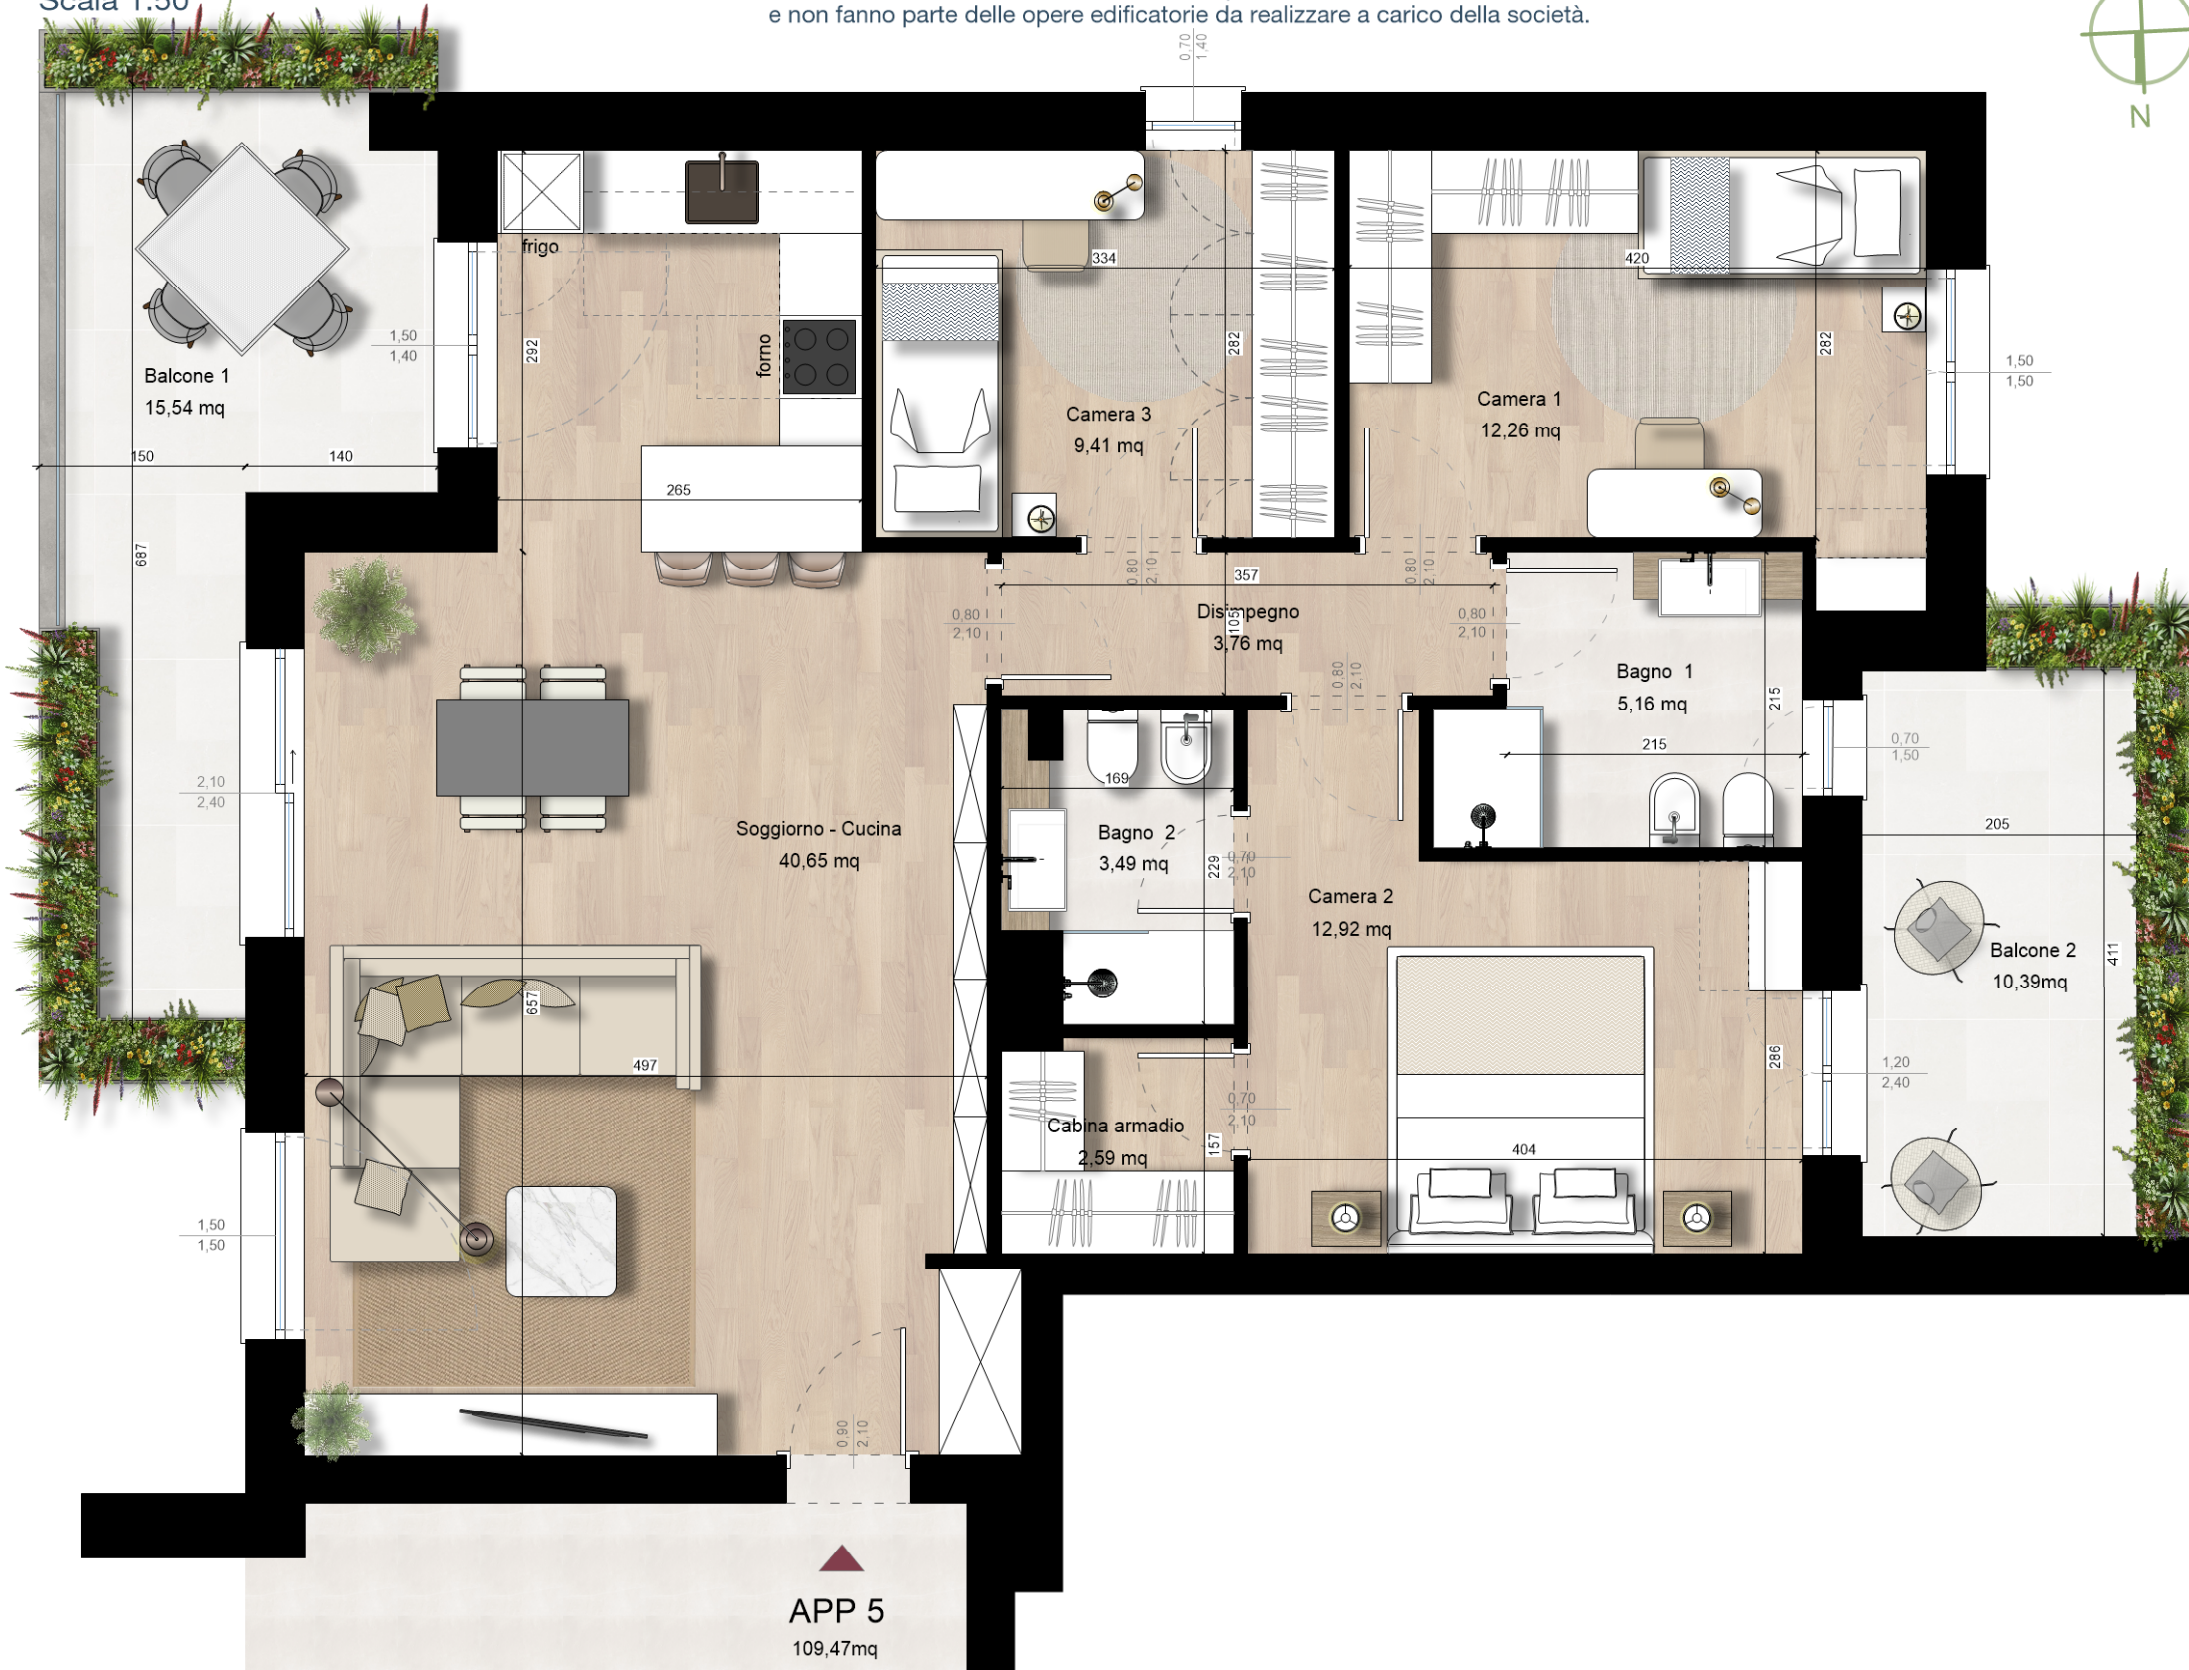 Scala 1:50
e non fanno parte delle opere edificatorie da realizzare a carico della società.
N
0,70
1,40
frigo
forno
292
265
1,50
1,40
Balcone 1
15,54 mq
150
140
687
334
282
Camera 3
9,41 mq
420
282
Camera 1
12,26 mq
1,50
1,50
0,80
2,10
0,80
2,10
357
Disimpegno
3,76 mq
105
0,80
2,10
0,80
2,10
0,80
2,10
Bagno 1
5,16 mq
215
215
0,70
1,50
2,10
2,40
Soggiorno - Cucina
40,65 mq
169
Bagno 2
3,49 mq
229
0,70
2,10
Camera 2
12,92 mq
205
Balcone 2
10,39mq
411
657
497
286
1,20
2,40
Cabina armadio
2,59 mq
157
0,70
2,10
404
1,50
1,50
0,90
2,10
APP 5
109,47mq